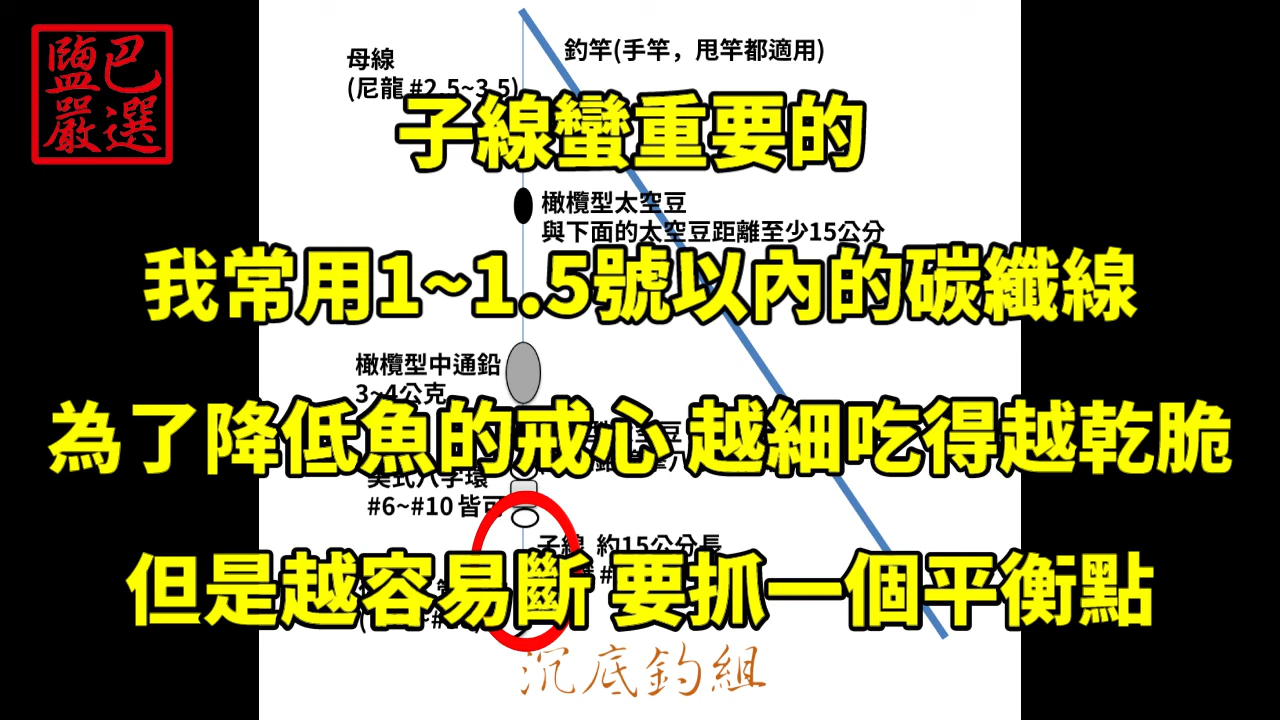 鹽巴
嚴選
釣竿(手竿，甩竿都適用)
母線
(尼龍 #2.5~3.5)
子線蠻重要的
橄欖型太空豆
與下面的太空豆距離至少15公分
我常用1~1.5號以內的碳纖線
橄欖型中通鉛
3~4公克
為了降低魚的戒心 越細吃得越乾脆
美式八字環
#6~#10 皆可
子線 約15公分長
但是越容易斷 要抓一個平衡點
沉底釣組